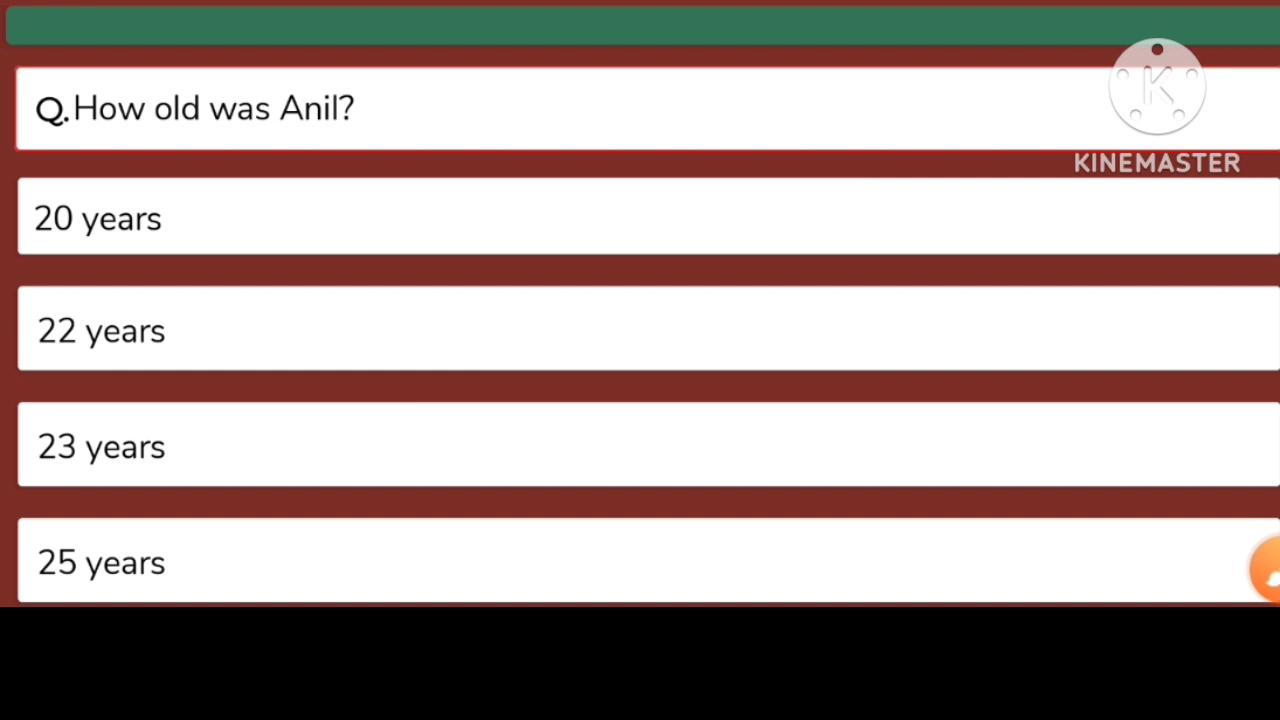 Q.How old was Anil?
K
KINEMASTER
20 years
22 years
23 years
25 years